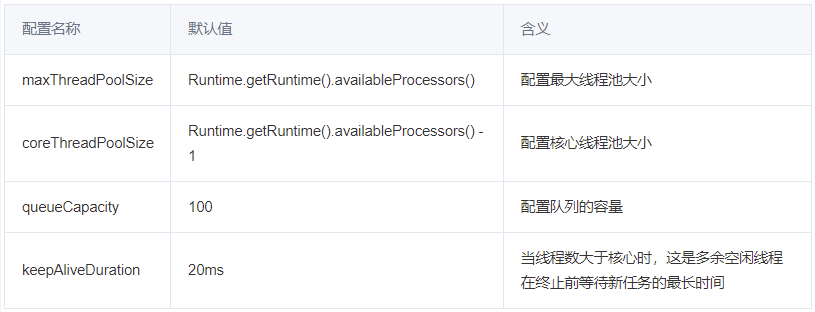 配置名称 默认值 含义
maxThreadPoolSize Runtime.getRuntime().availableProcessors() 配置最大线程池大小
coreThreadPoolSize Runtime.getRuntime().availableProcessors() -
1 配置核心线程池大小
queueCapacity 100 配置队列的容量
keepAliveDuration 20ms 当线程数大于核心时，这是多余空闲线程
在终止前等待新任务的最长时间